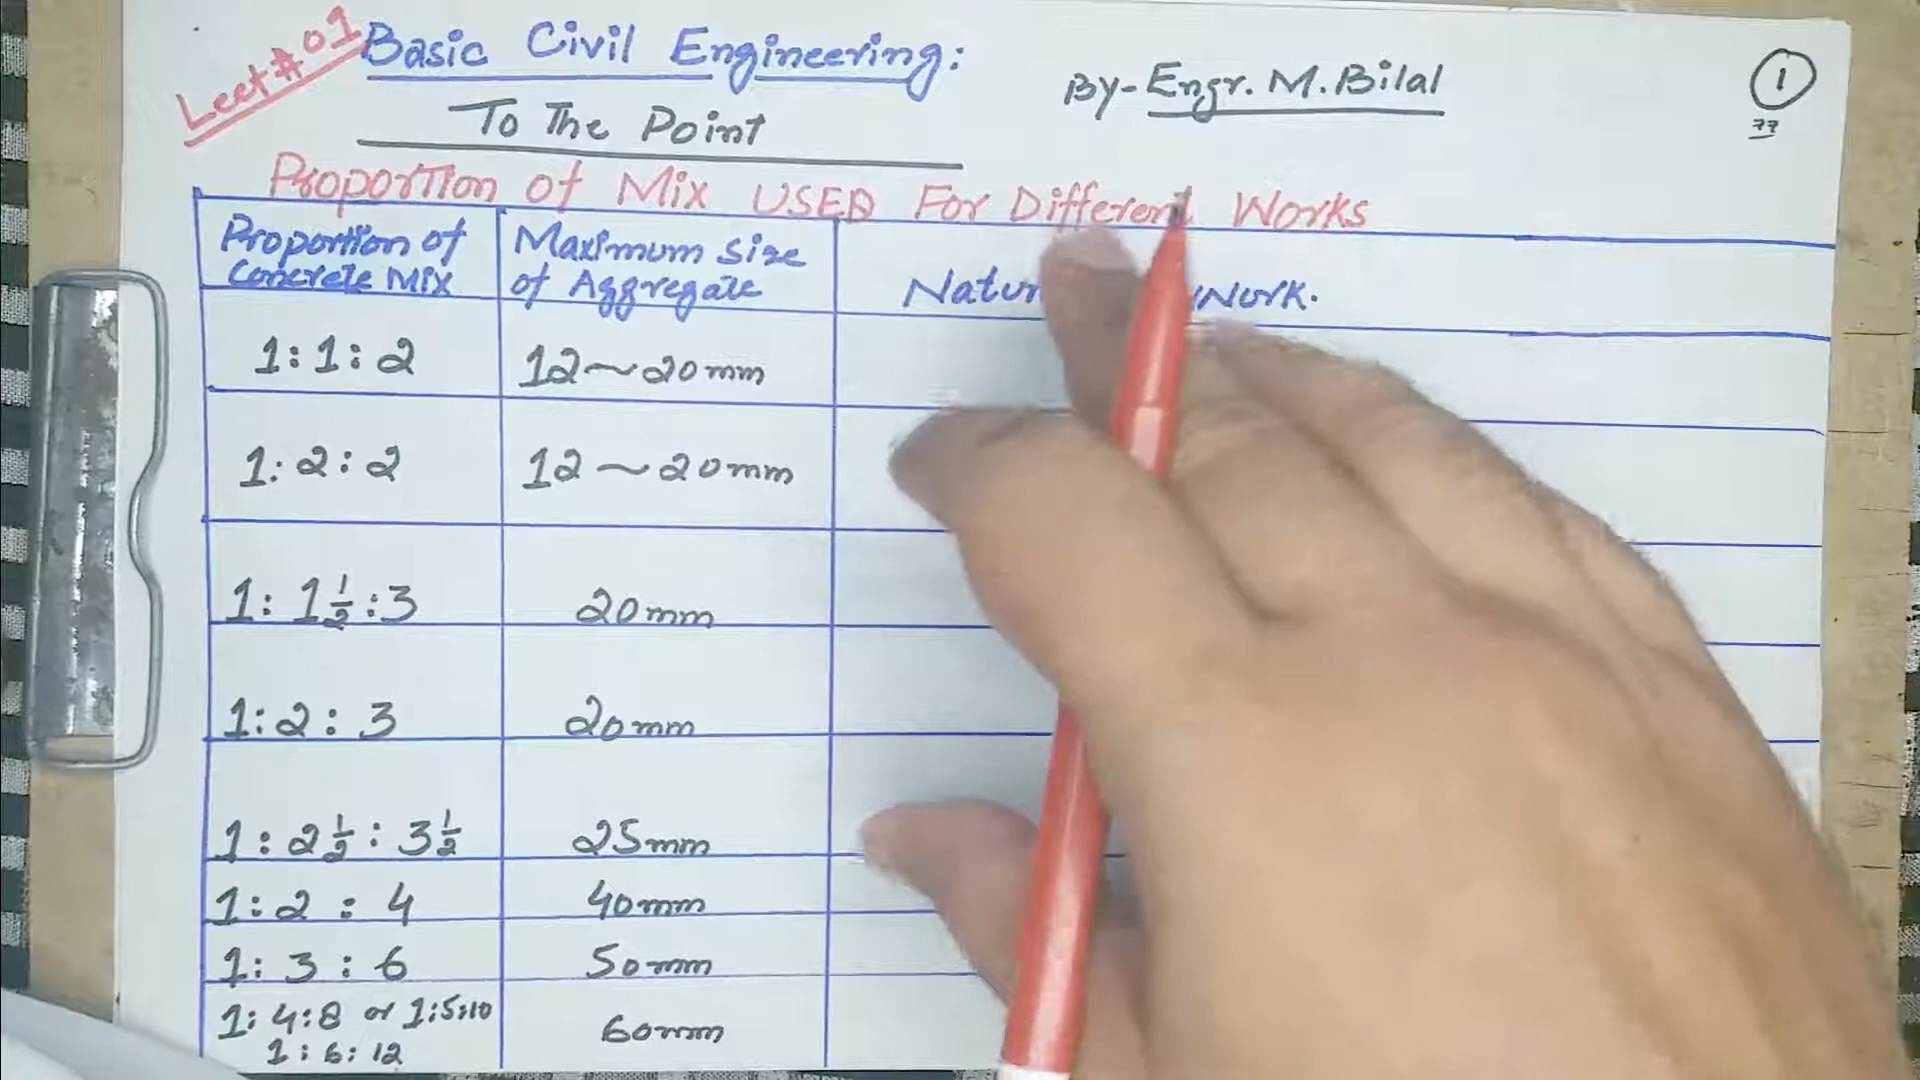 Lect#01
Basic Civil Engineering:
To The Point
By-Engr. M.Bilal
1
Proportion of Mix USED For Different Works
Proportion of Concrete Mix
Maximum Size of Aggregate
Work.
1:1:2 12~20mm
1:2:2 12~20mm
1:1½:3 20mm
1:2:3 20mm
1:2½:3½ 25mm
1:2:4 40mm
1:3:6 50mm
1:4:8 or 1:5:10 60mm
1:6:12